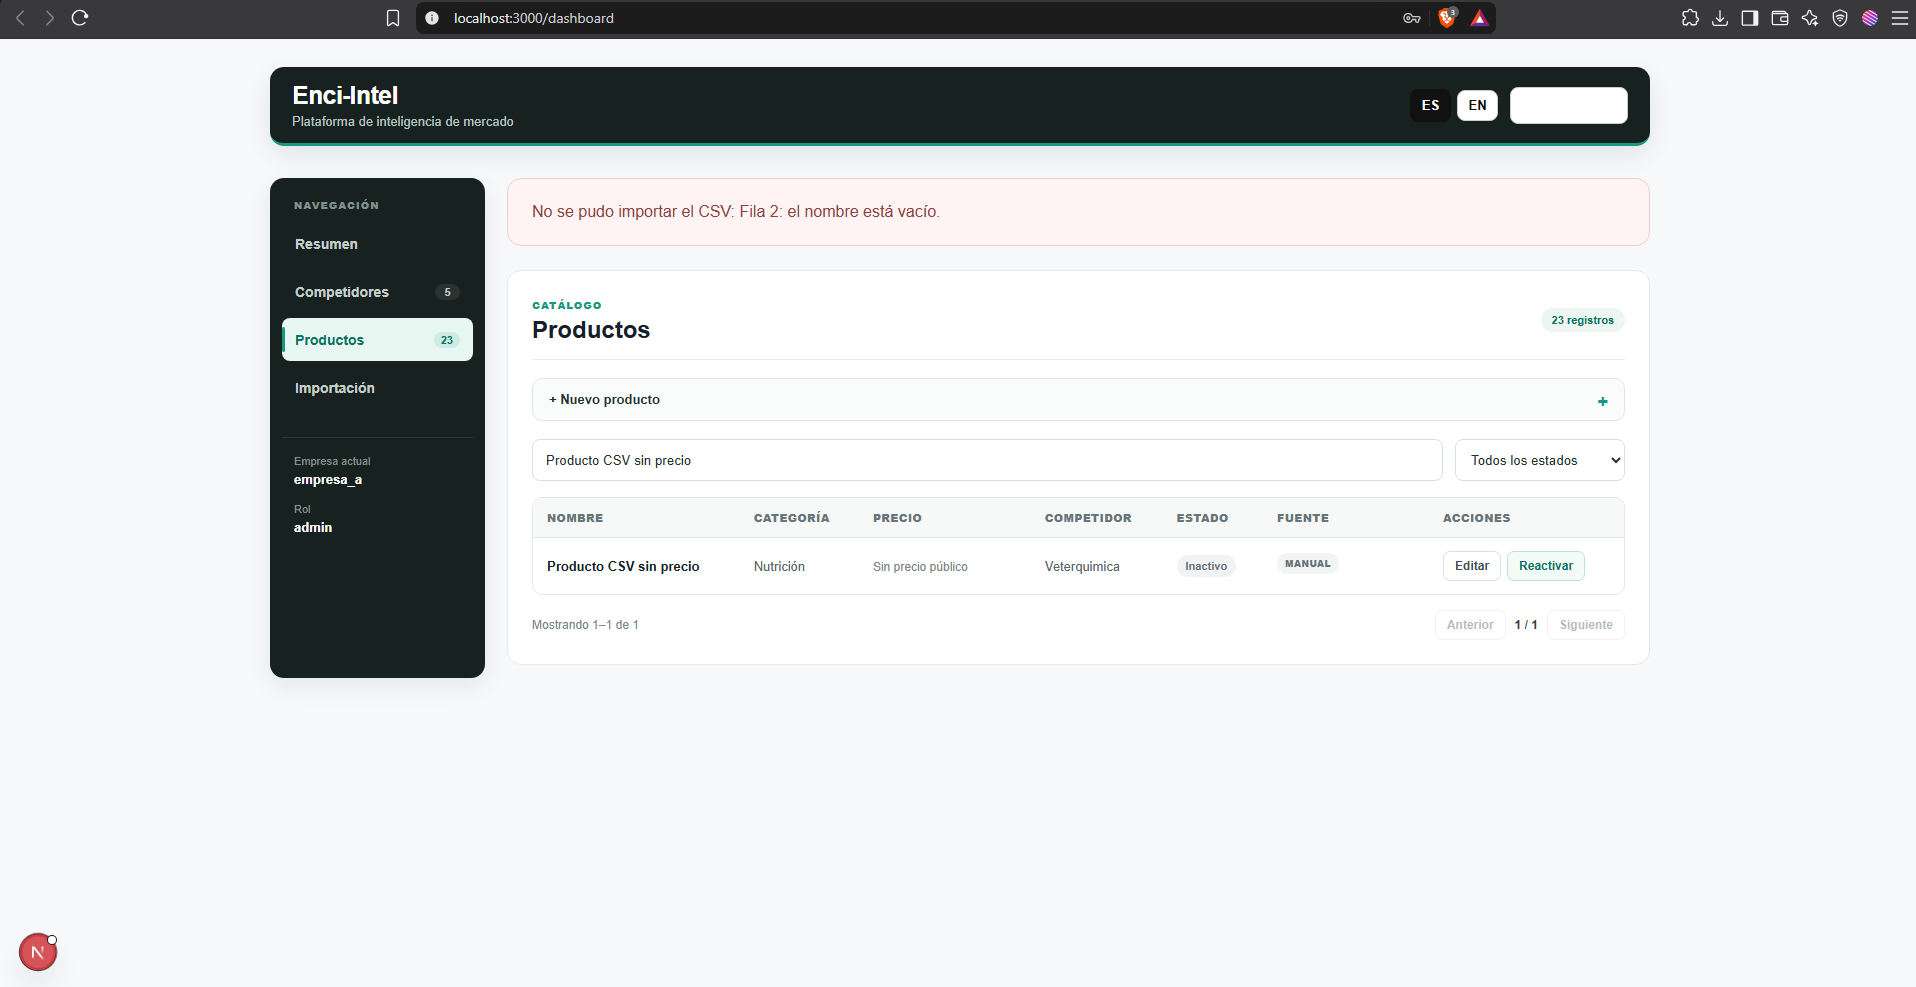 localhost:3000/dashboard
3
Enci-Intel
Plataforma de inteligencia de mercado
ES
EN
NAVEGACIÓN
Resumen
Competidores 5
Productos 23
Importación
Empresa actual
empresa_a
Rol
admin
No se pudo importar el CSV: Fila 2: el nombre está vacío.
CATÁLOGO
Productos
23 registros
+ Nuevo producto +
Producto CSV sin precio
Todos los estados
NOMBRE CATEGORÍA PRECIO COMPETIDOR ESTADO FUENTE ACCIONES
Producto CSV sin precio Nutrición Sin precio público Veterquimica Inactivo MANUAL Editar Reactivar
Mostrando 1–1 de 1
Anterior 1 / 1 Siguiente
N